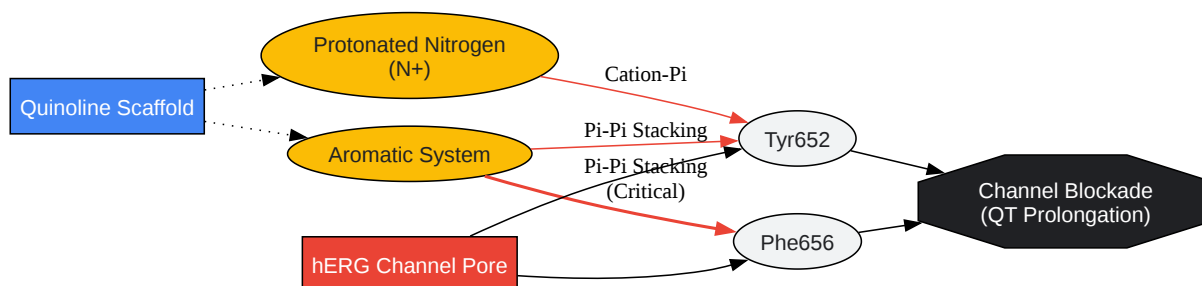 Protonated Nitrogen
(N+)
Cation-Pi
Quinoline Scaffold
Pi-Pi Stacking
Tyr652
Aromatic System
Pi-Pi Stacking
(Critical)
Channel Blockade
(QT Prolongation)
Phe656
hERG Channel Pore